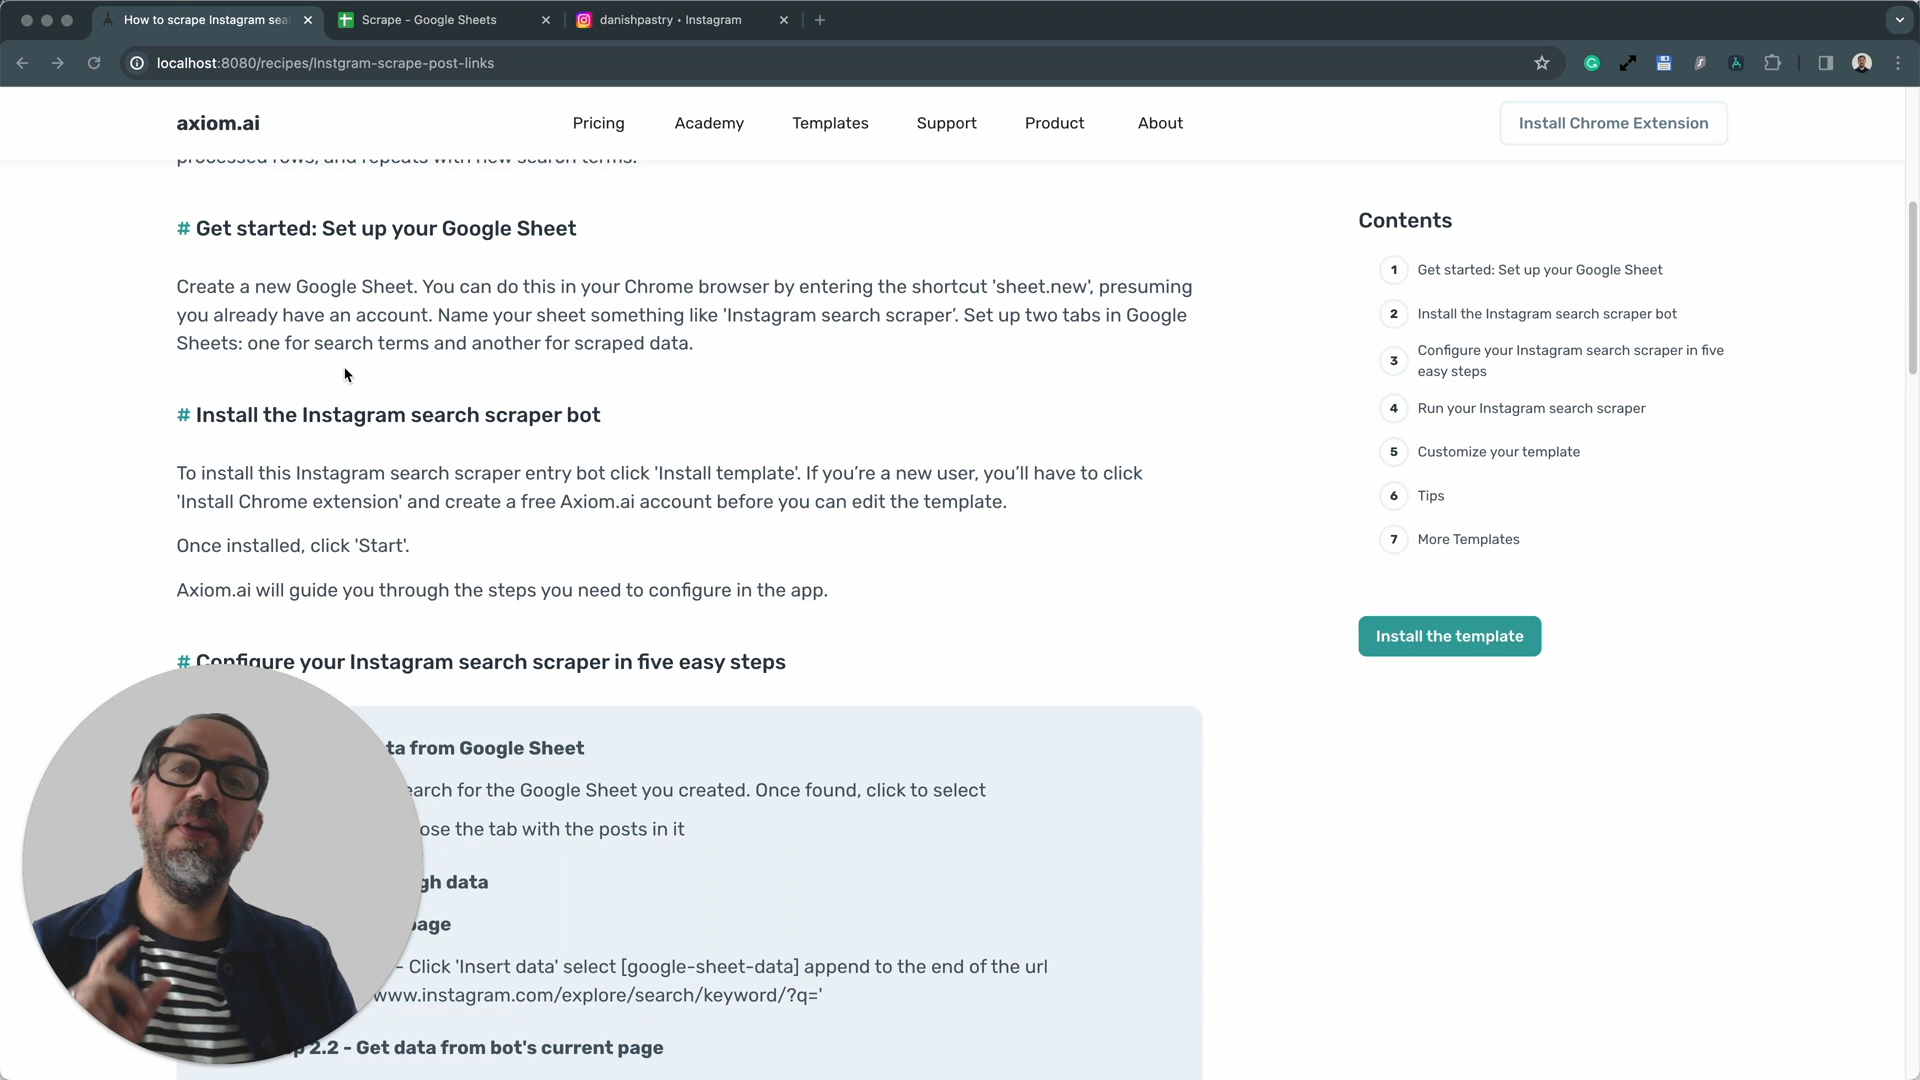 How to scrape Instagram sea
Scrape - Google Sheets
danishpastry • Instagram
localhost:8080/recipes/Instgram-scrape-post-links
axiom.ai
Pricing
Academy
Templates
Support
Product
About
Install Chrome Extension
processed rows, and repeats with new search terms.
# Get started: Set up your Google Sheet
Create a new Google Sheet. You can do this in your Chrome browser by entering the shortcut 'sheet.new', presuming
you already have an account. Name your sheet something like 'Instagram search scraper’. Set up two tabs in Google
Sheets: one for search terms and another for scraped data.
# Install the Instagram search scraper bot
To install this Instagram search scraper entry bot click 'Install template'. If you’re a new user, you’ll have to click
'Install Chrome extension' and create a free Axiom.ai account before you can edit the template.
Once installed, click 'Start'.
Axiom.ai will guide you through the steps you need to configure in the app.
# Configure your Instagram search scraper in five easy steps
ta from Google Sheet
earch for the Google Sheet you created. Once found, click to select
ose the tab with the posts in it
gh data
page
- Click 'Insert data' select [google-sheet-data] append to the end of the url
www.instagram.com/explore/search/keyword/?q='
p 2.2 - Get data from bot's current page
Contents
1 Get started: Set up your Google Sheet
2 Install the Instagram search scraper bot
3 Configure your Instagram search scraper in five
easy steps
4 Run your Instagram search scraper
5 Customize your template
6 Tips
7 More Templates
Install the template